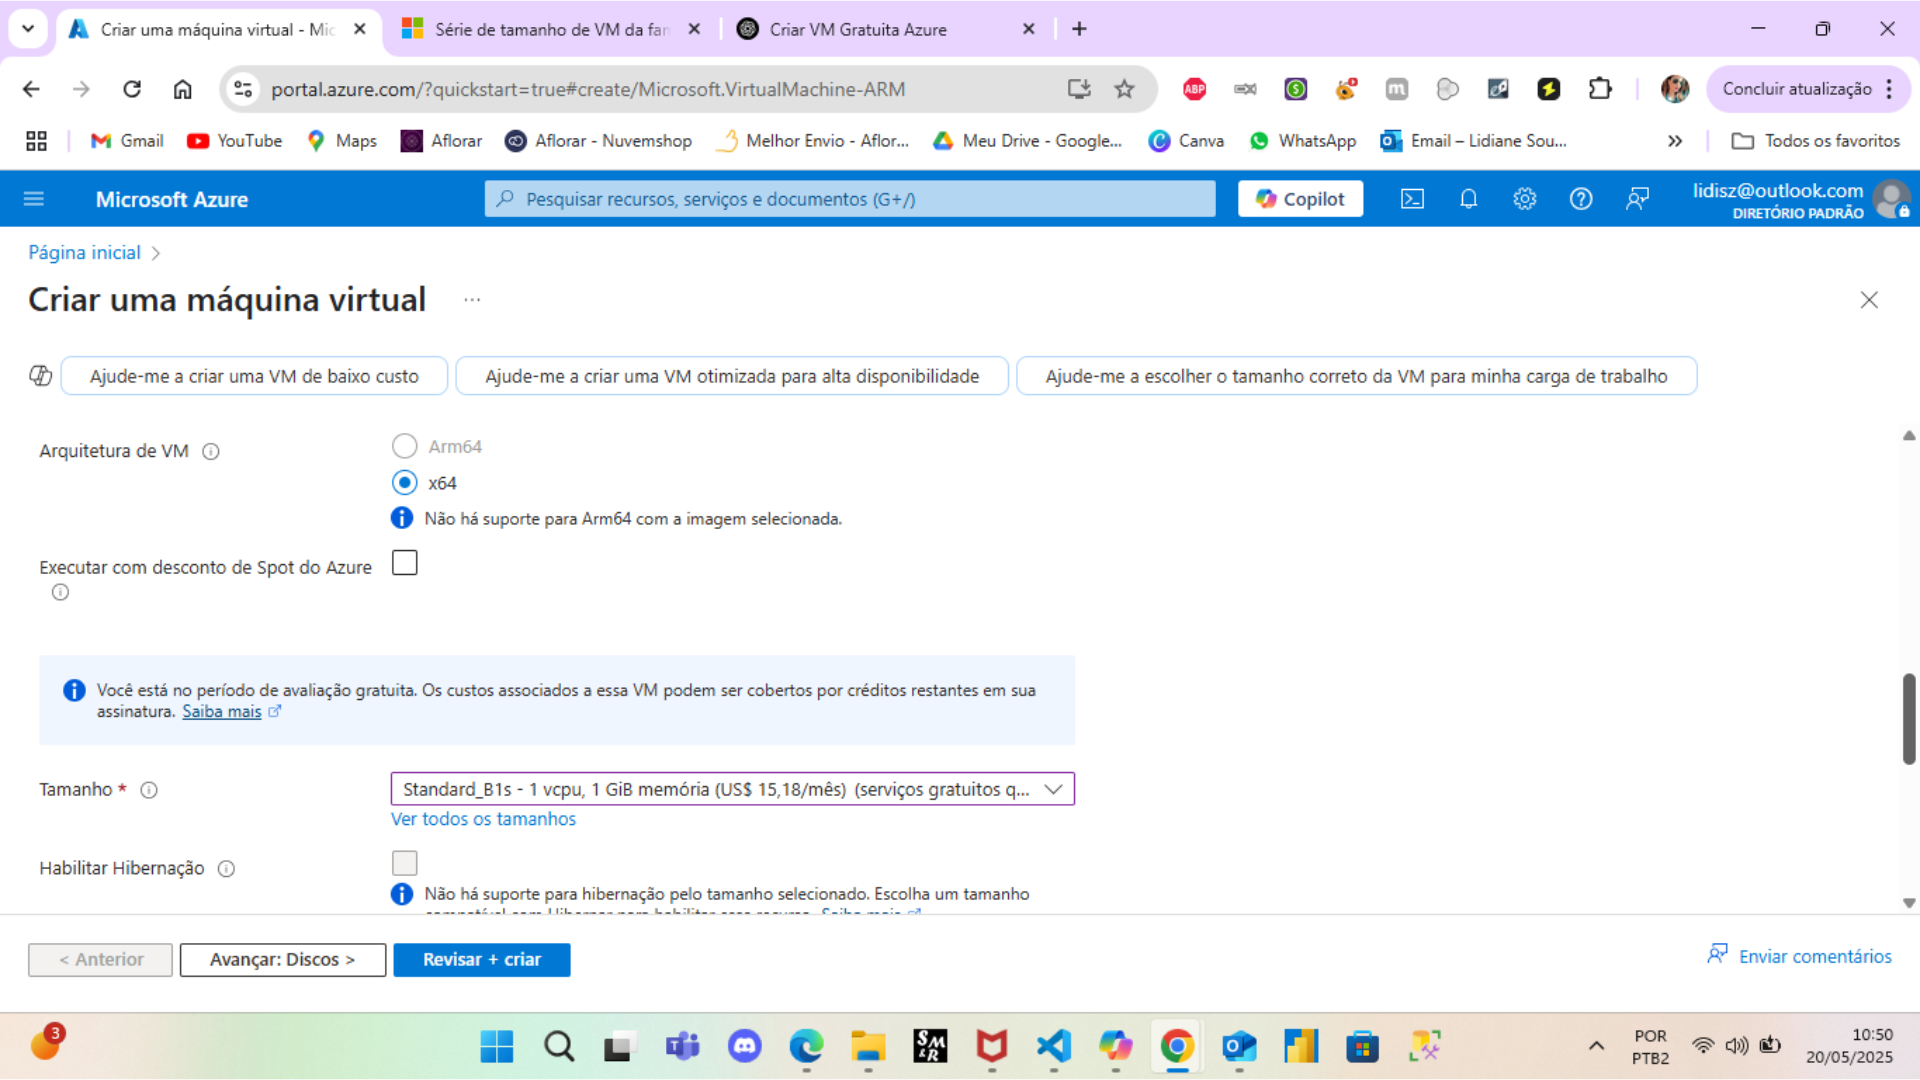 Criar uma máquina virtual - Mic
Série de tamanho de VM da fan
Criar VM Gratuita Azure
portal.azure.com/?quickstart=true#create/Microsoft.VirtualMachine-ARM
ABP
Concluir atualização
Gmail
YouTube
Maps
Aflorar
Aflorar - Nuvemshop
Melhor Envio - Aflor...
Meu Drive - Google...
Canva
WhatsApp
Email – Lidiane Sou...
Todos os favoritos
Microsoft Azure
Pesquisar recursos, serviços e documentos (G+/)
Copilot
lidisz@outlook.com
DIRETÓRIO PADRÃO
Página inicial >
Criar uma máquina virtual ...
Ajude-me a criar uma VM de baixo custo
Ajude-me a criar uma VM otimizada para alta disponibilidade
Ajude-me a escolher o tamanho correto da VM para minha carga de trabalho
Arquitetura de VM
Arm64
x64
Não há suporte para Arm64 com a imagem selecionada.
Executar com desconto de Spot do Azure
Você está no período de avaliação gratuita. Os custos associados a essa VM podem ser cobertos por créditos restantes em sua
assinatura. Saiba mais
Tamanho *
Standard_B1s - 1 vcpu, 1 GiB memória (US$ 15,18/mês) (serviços gratuitos q...
Ver todos os tamanhos
Habilitar Hibernação
Não há suporte para hibernação pelo tamanho selecionado. Escolha um tamanho
< Anterior
Avançar: Discos >
Revisar + criar
Enviar comentários
3
SM
&R
POR
PTB2
10:50
20/05/2025